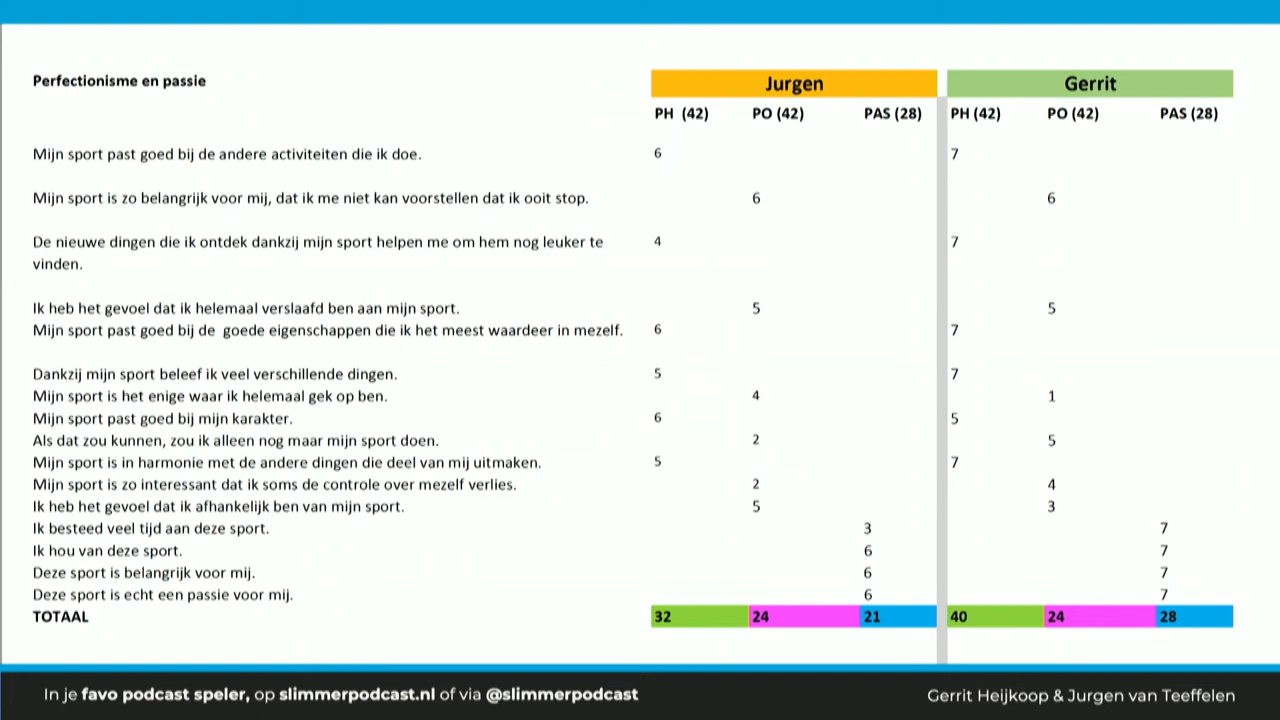 Perfectionisme en passie Jurgen Gerrit
PH (42) PO (42) PAS (28) PH (42) PO (42) PAS (28)
Mijn sport past goed bij de andere activiteiten die ik doe. 6 7
Mijn sport is zo belangrijk voor mij, dat ik me niet kan voorstellen dat ik ooit stop. 6 6
De nieuwe dingen die ik ontdek dankzij mijn sport helpen me om hem nog leuker te 4 7
vinden.
Ik heb het gevoel dat ik helemaal verslaafd ben aan mijn sport. 5 5
Mijn sport past goed bij de goede eigenschappen die ik het meest waardeer in mezelf. 6 7
Dankzij mijn sport beleef ik veel verschillende dingen. 5 7
Mijn sport is het enige waar ik helemaal gek op ben. 4 1
Mijn sport past goed bij mijn karakter. 6 5
Als dat zou kunnen, zou ik alleen nog maar mijn sport doen. 2 5
Mijn sport is in harmonie met de andere dingen die deel van mij uitmaken. 5 7
Mijn sport is zo interessant dat ik soms de controle over mezelf verlies. 2 4
Ik heb het gevoel dat ik afhankelijk ben van mijn sport. 5 3
Ik besteed veel tijd aan deze sport. 3 7
Ik hou van deze sport. 6 7
Deze sport is belangrijk voor mij. 6 7
Deze sport is echt een passie voor mij. 6 7
TOTAAL 32 24 21 40 24 28
In je favo podcast speler, op slimmerpodcast.nl of via @slimmerpodcast Gerrit Heijkoop & Jurgen van Teeffelen